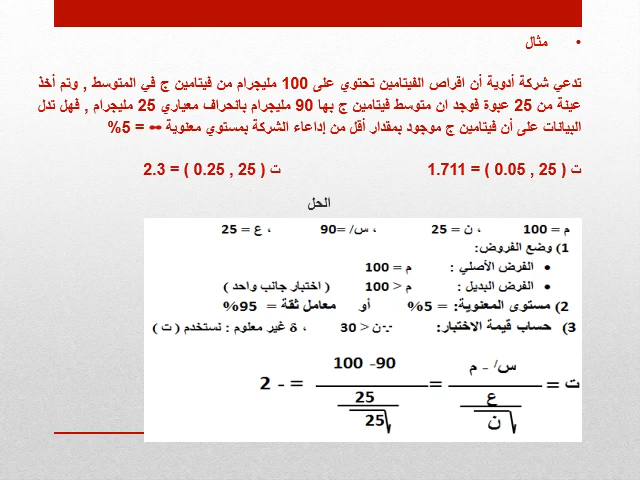 • مثال
تدعي شركة أدوية أن اقراص الفيتامين تحتوي على 100 مليجرام من فيتامين ج في المتوسط , وتم أخذ
عينة من 25 عبوة فوجد ان متوسط فيتامين ج بها 90 مليجرام بانحراف معياري 25 مليجرام , فهل تدل
البيانات على أن فيتامين ج موجود بمقدار أقل من إداعاء الشركة بمستوي معنوية = 5%
ت ( 25 , 0.05 ) = 1.711 ت ( 25 , 0.25 ) = 2.3
الحل
م = 100 ، ن = 25 ، س/ =90 ، ع = 25
1) وضع الفروض:
• الفرض الأصلي : م = 100
• الفرض البديل : م < 100 ( اختبار جانب واحد )
2) مستوى المعنوية: = 5% أو معامل ثقة = 95%
3) حساب قيمة الاختبار: ∵ ن < 30 ، δ غير معلوم : نستخدم ( ت )
ت = س/ - م = 90- 100 = - 2
ع 25
ن 25